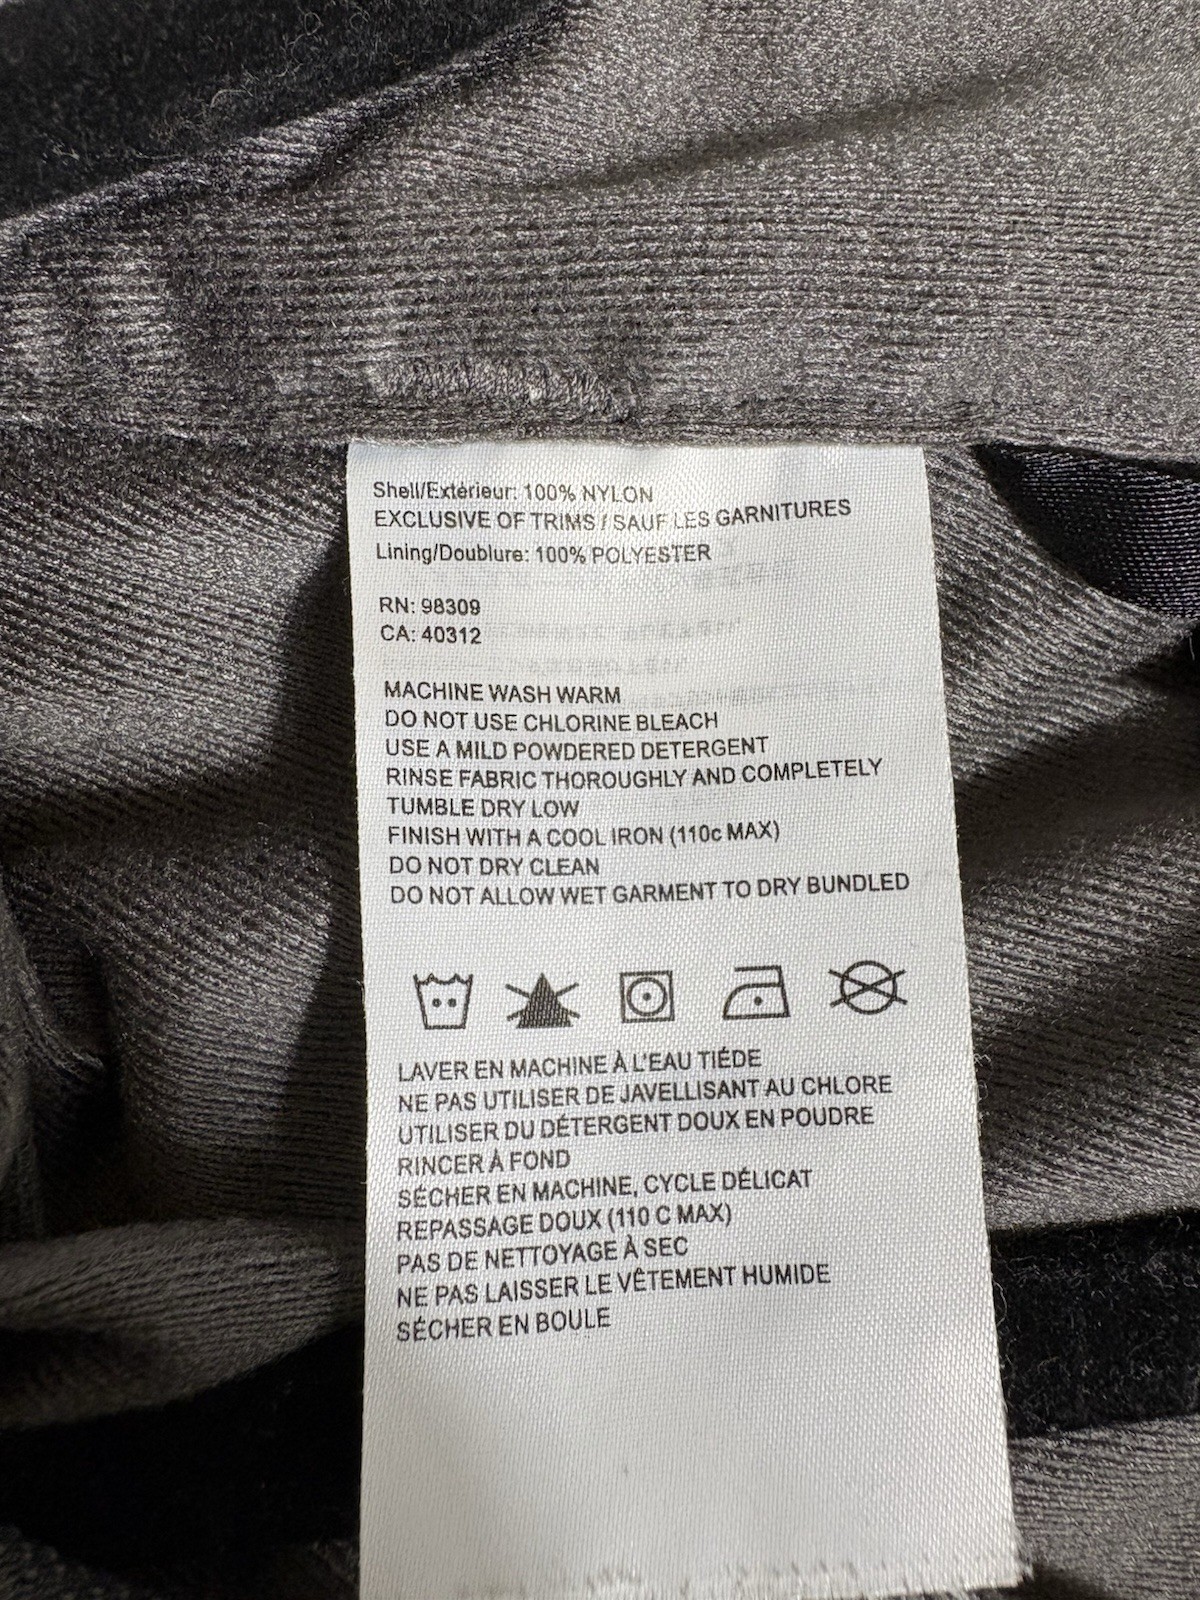 Shell/Extérieur: 100% NYLON
EXCLUSIVE OF TRIMS / SAUF LES GARNITURES
Lining/Doublure: 100% POLYESTER
RN: 98309
CA: 40312
MACHINE WASH WARM
DO NOT USE CHLORINE BLEACH
USE A MILD POWDERED DETERGENT
RINSE FABRIC THOROUGHLY AND COMPLETELY
TUMBLE DRY LOW
FINISH WITH A COOL IRON (110c MAX)
DO NOT DRY CLEAN
DO NOT ALLOW WET GARMENT TO DRY BUNDLED
LAVER EN MACHINE À L'EAU TIÉDE
NE PAS UTILISER DE JAVELLISANT AU CHLORE
UTILISER DU DÉTERGENT DOUX EN POUDRE
RINCER À FOND
SÉCHER EN MACHINE, CYCLE DÉLICAT
REPASSAGE DOUX (110 C MAX)
PAS DE NETTOYAGE À SEC
NE PAS LAISSER LE VÊTEMENT HUMIDE
SÉCHER EN BOULE